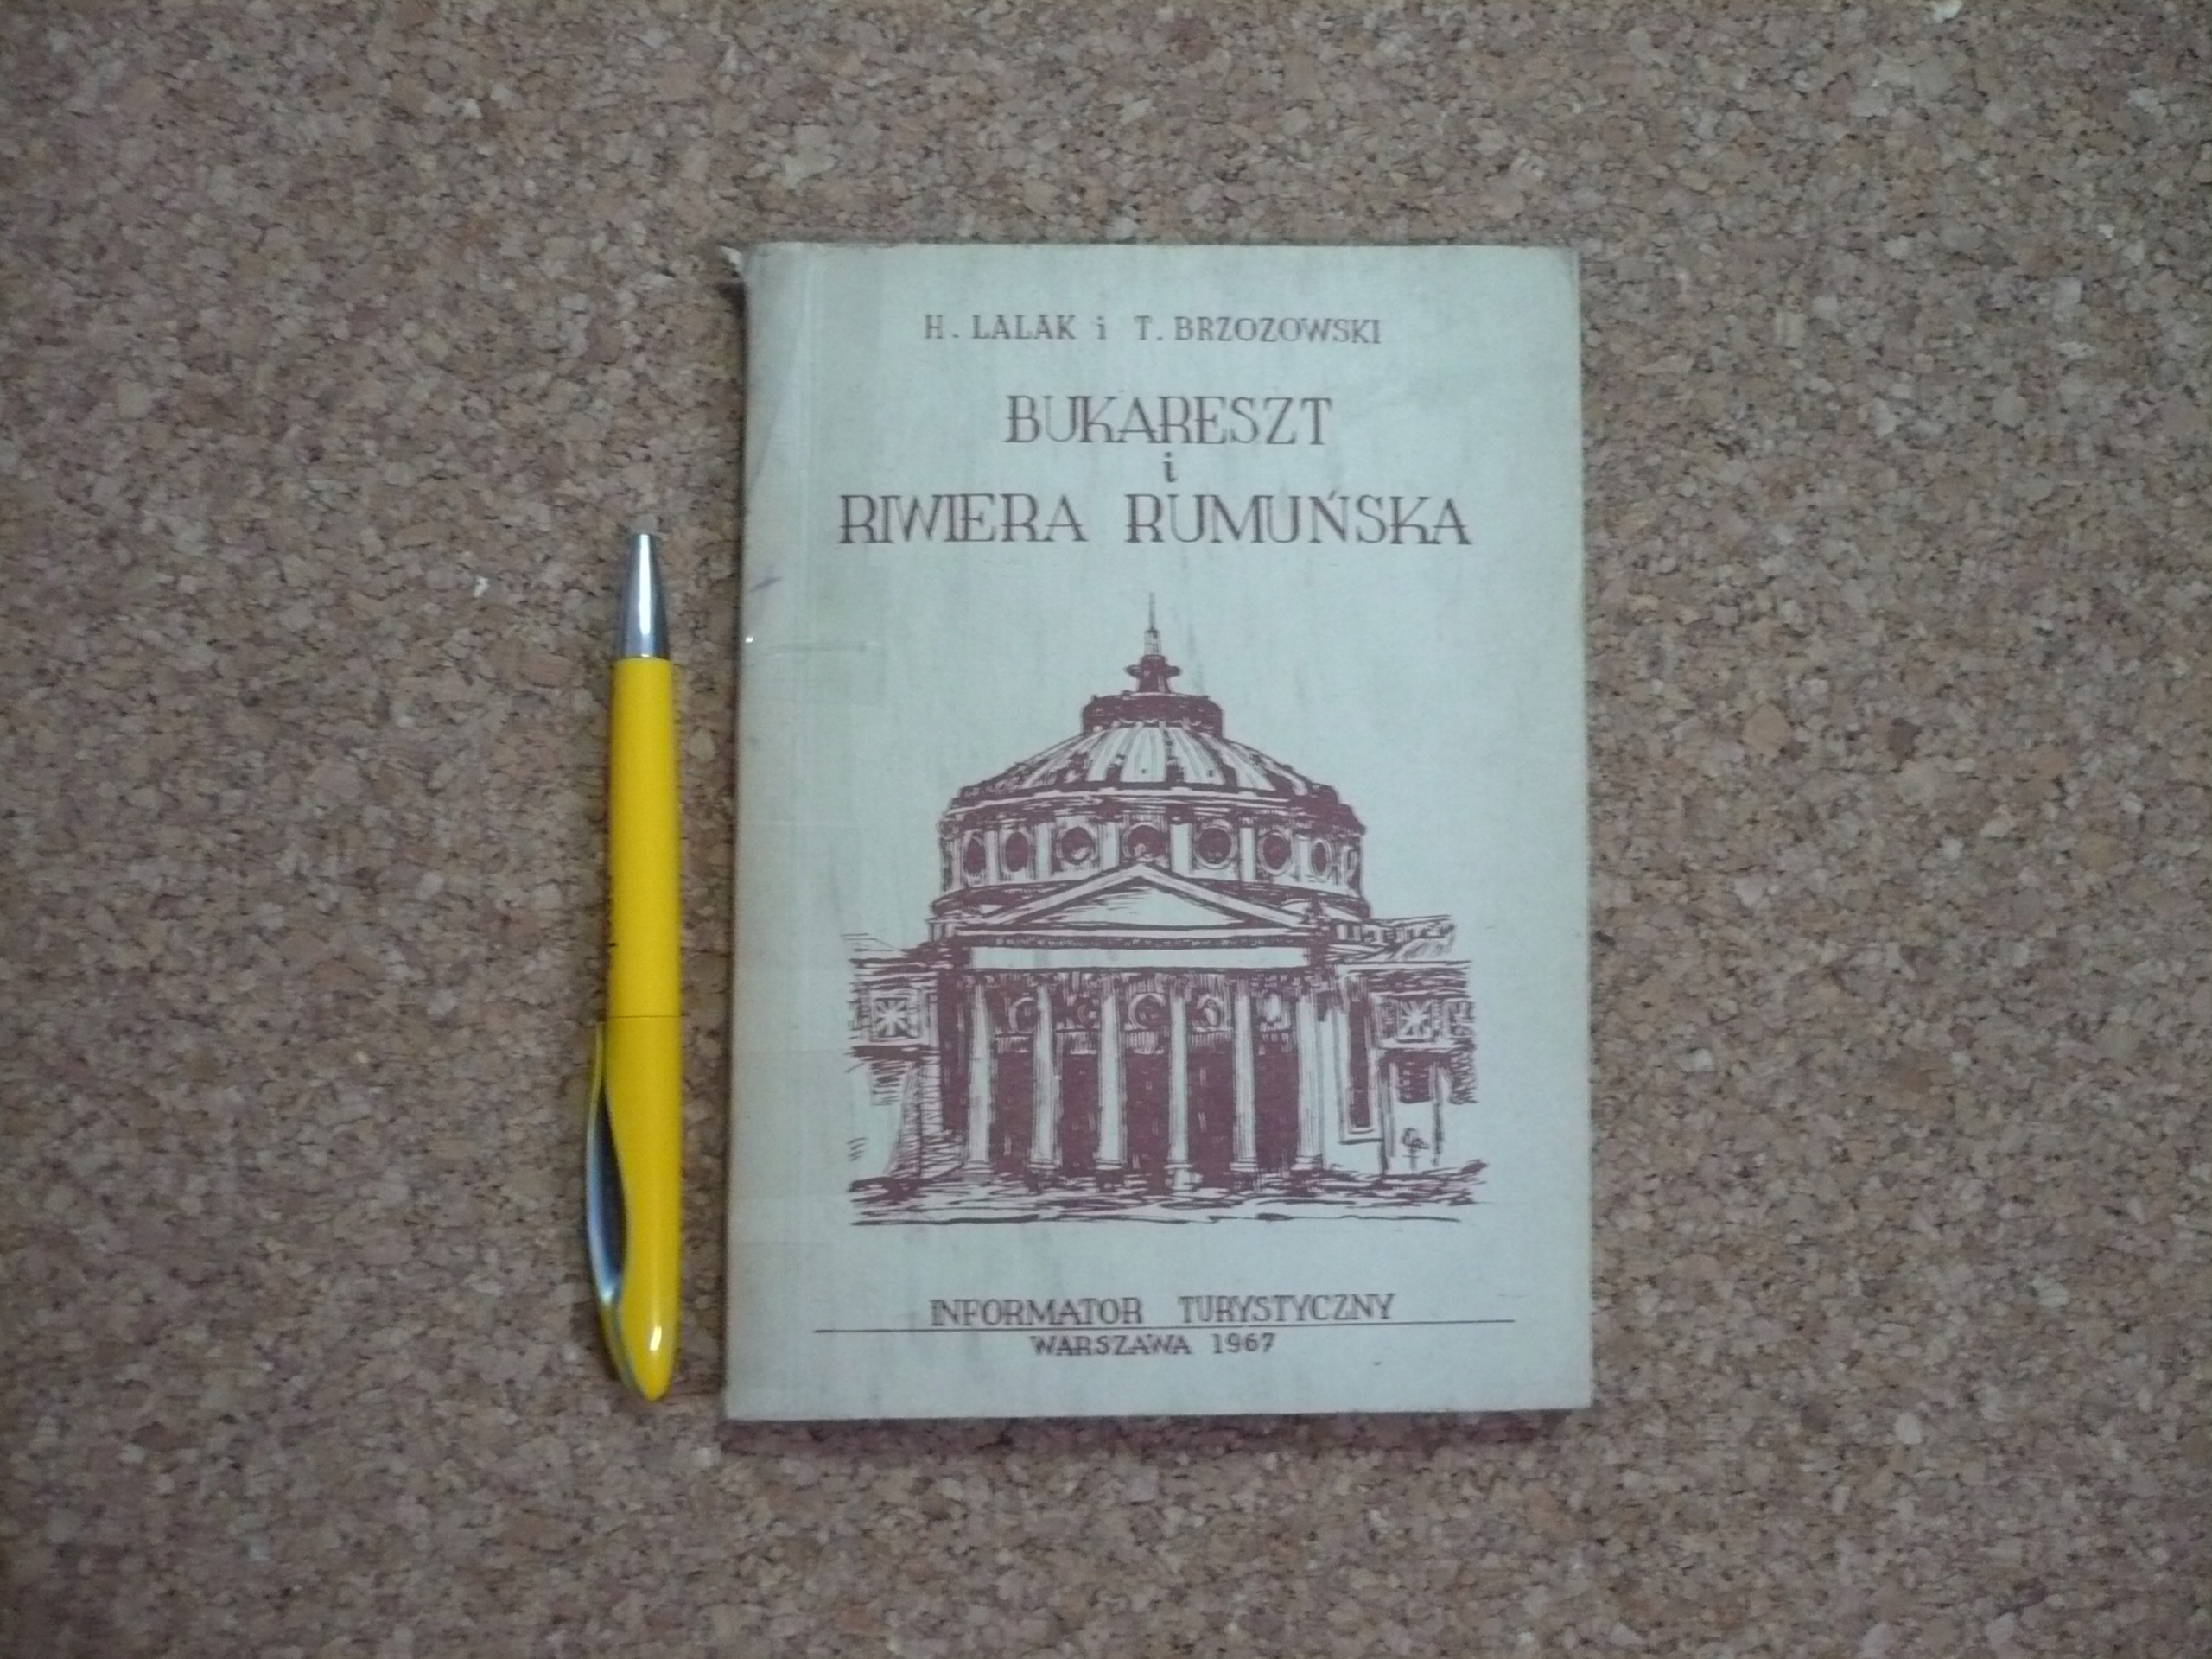 H. LALAK i T. BRZOZOWSKI
BUKARESZT
i
RIWIERA RUMUŃSKA
INFORMATOR TURYSTYCZNY
WARSZAWA 1967